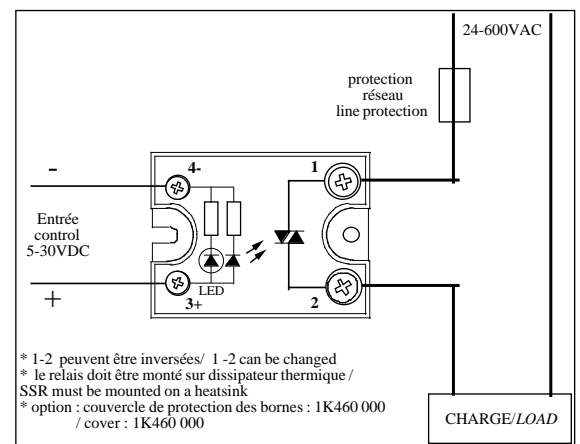 24-600VAC
protection
réseau
line protection
4-
1
-
Entrée
control
5-30VDC
+
LED
3+
2
* 1-2 peuvent être inversées/ 1 -2 can be changed
* le relais doit être monté sur dissipateur thermique /
SSR must be mounted on a heatsink
* option : couvercle de protection des bornes : 1K460 000
/ cover : 1K460 000
CHARGE/LOAD